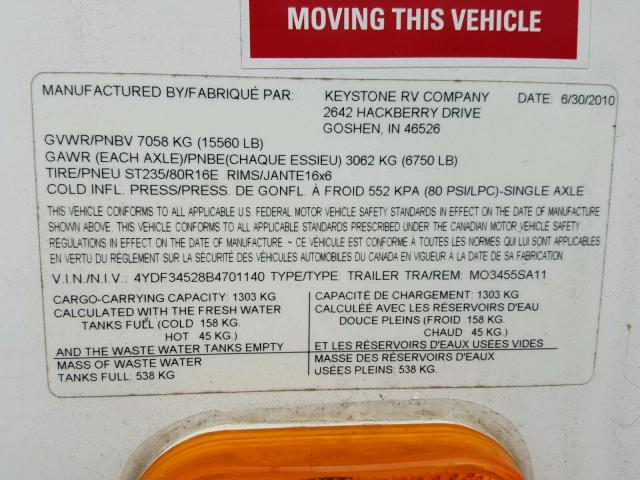 MOVING THIS VEHICLE
MANUFACTURED BY/FABRIQUÉ PAR: KEYSTONE RV COMPANY DATE: 6/30/2010
2642 HACKBERRY DRIVE
GOSHEN, IN 46526
GVWR/PNBV 7058 KG (15560 LB)
GAWR (EACH AXLE)/PNBE(CHAQUE ESSIEU) 3062 KG (6750 LB)
TIRE/PNEU ST235/80R16E RIMS/JANTE16x6
COLD INFL. PRESS/PRESS. DE GONFL. À FROID 552 KPA (80 PSI/LPC)-SINGLE AXLE
THIS VEHICLE CONFORMS TO ALL APPLICABLE U.S. FEDERAL MOTOR VEHICLE SAFETY STANDARDS IN EFFECT ON THE DATE OF MANUFACTURE
SHOWN ABOVE. THIS VEHICLE CONFORMS TO ALL APPLICABLE STANDARDS PRESCRIBED UNDER THE CANADIAN MOTOR VEHICLE SAFETY
REGULATIONS IN EFFECT ON THE DATE OF MANUFACTURE ~ CE VÉHICULE EST CONFORME À TOUTES LES NORMES QUI LUI SONT APPLICABLES
EN VERTU DU RÉGLEMENT SUR LA SÉCURITÉ DES VÉHICULES AUTOMOBILES DU CANADA EN VIGUEUR À LA DATE DE SA FABRICATION
V.I.N./N.I.V.: 4YDF34528B4701140 TYPE/TYPE: TRAILER TRA/REM: MO3455SA11
CARGO-CARRYING CAPACITY: 1303 KG
CALCULATED WITH THE FRESH WATER
TANKS FULL (COLD 158 KG.
HOT 45 KG.)
AND THE WASTE WATER TANKS EMPTY
MASS OF WASTE WATER
TANKS FULL: 538 KG
CAPACITÉ DE CHARGEMENT: 1303 KG
CALCULÉE AVEC LES RÉSERVOIRS D'EAU
DOUCE PLEINS (FROID 158 KG.
CHAUD 45 KG.)
ET LES RÉSERVOIRS D'EAUX USÉES VIDES
MASSE DES RÉSERVOIRS D'EAUX
USÉES PLEINS: 538 KG.